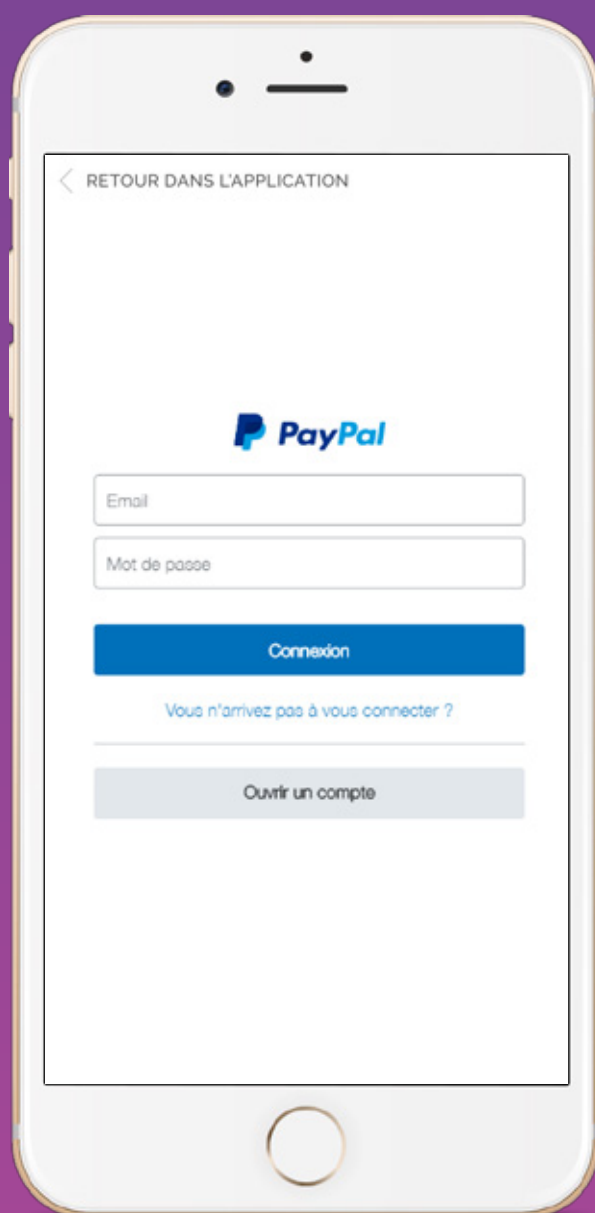 RETOUR DANS L'APPLICATION
PayPal
Email
Mot de passe
Connexion
Vous n'arrivez pas à vous connecter ?
Ouvrir un compte